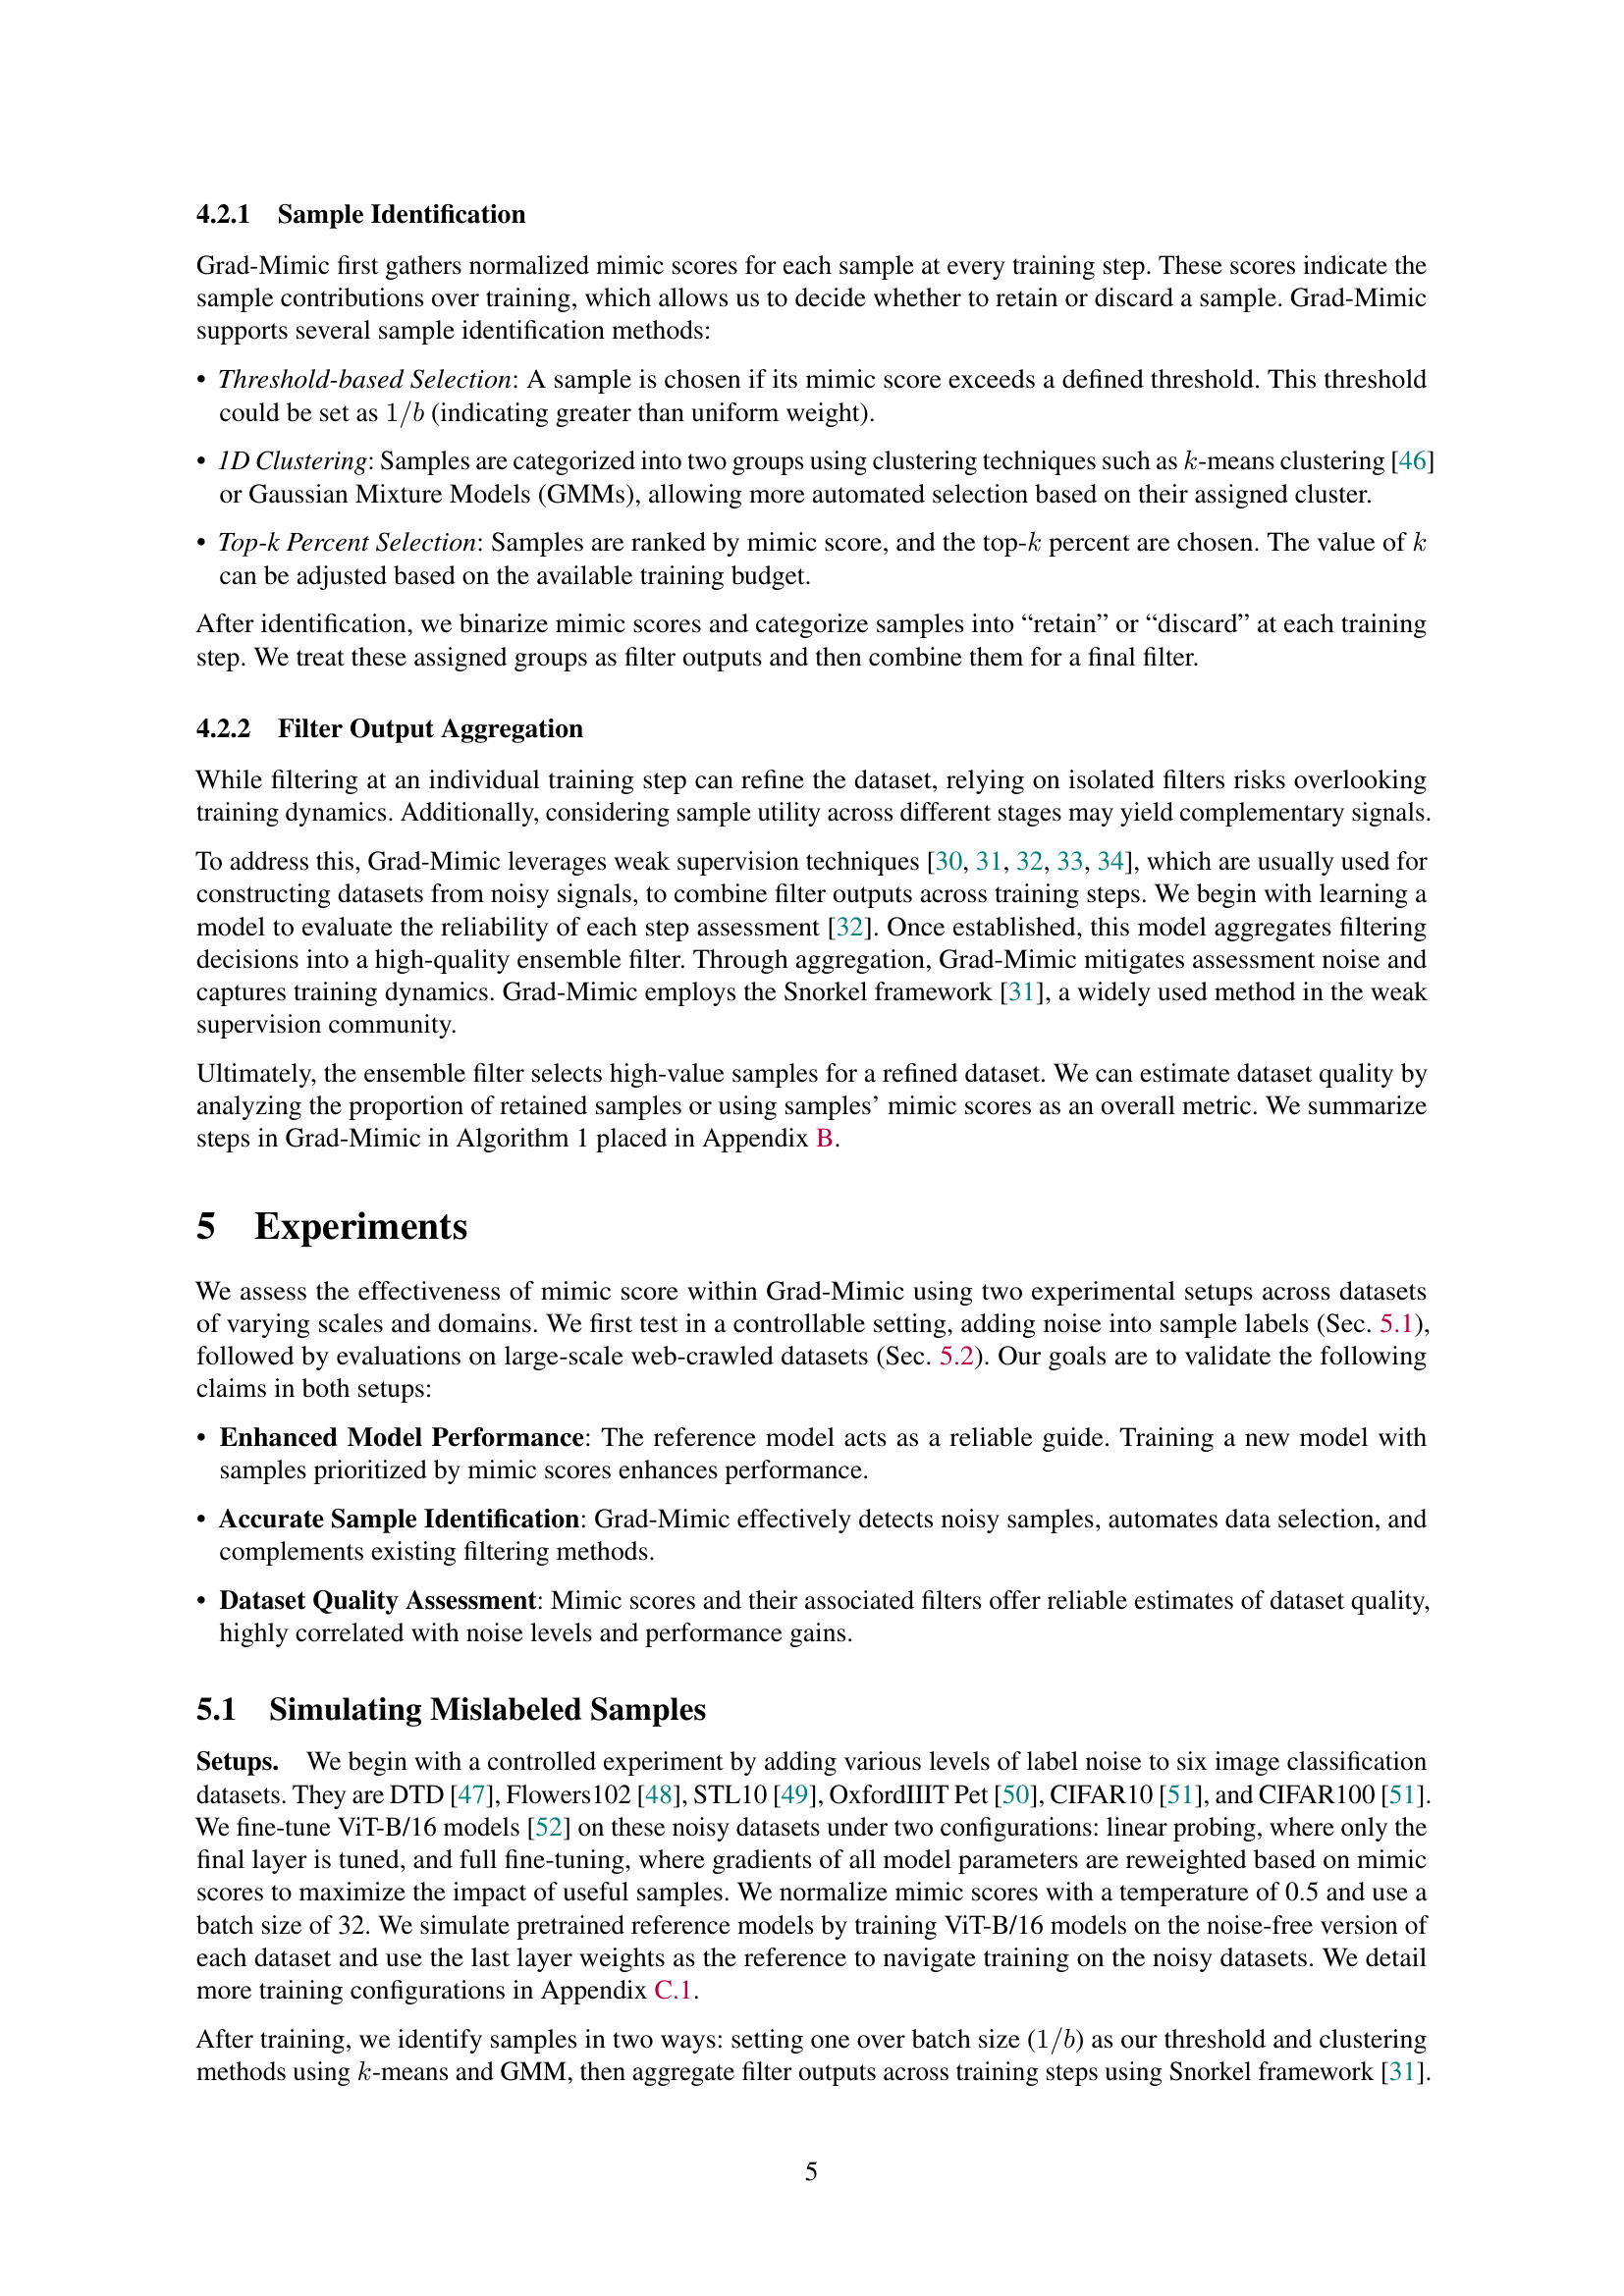 4.2.1 Sample Identification
Grad-Mimic first gathers normalized mimic scores for each sample at every training step. These scores indicate the
sample contributions over training, which allows us to decide whether to retain or discard a sample. Grad-Mimic
supports several sample identification methods:
• Threshold-based Selection: A sample is chosen if its mimic score exceeds a defined threshold. This threshold
could be set as 1/b (indicating greater than uniform weight).
• 1D Clustering: Samples are categorized into two groups using clustering techniques such as k-means clustering [46]
or Gaussian Mixture Models (GMMs), allowing more automated selection based on their assigned cluster.
• Top-k Percent Selection: Samples are ranked by mimic score, and the top-k percent are chosen. The value of k
can be adjusted based on the available training budget.
After identification, we binarize mimic scores and categorize samples into “retain” or “discard” at each training
step. We treat these assigned groups as filter outputs and then combine them for a final filter.
4.2.2 Filter Output Aggregation
While filtering at an individual training step can refine the dataset, relying on isolated filters risks overlooking
training dynamics. Additionally, considering sample utility across different stages may yield complementary signals.
To address this, Grad-Mimic leverages weak supervision techniques [30, 31, 32, 33, 34], which are usually used for
constructing datasets from noisy signals, to combine filter outputs across training steps. We begin with learning a
model to evaluate the reliability of each step assessment [32]. Once established, this model aggregates filtering
decisions into a high-quality ensemble filter. Through aggregation, Grad-Mimic mitigates assessment noise and
captures training dynamics. Grad-Mimic employs the Snorkel framework [31], a widely used method in the weak
supervision community.
Ultimately, the ensemble filter selects high-value samples for a refined dataset. We can estimate dataset quality by
analyzing the proportion of retained samples or using samples’ mimic scores as an overall metric. We summarize
steps in Grad-Mimic in Algorithm 1 placed in Appendix B.
5 Experiments
We assess the effectiveness of mimic score within Grad-Mimic using two experimental setups across datasets
of varying scales and domains. We first test in a controllable setting, adding noise into sample labels (Sec. 5.1),
followed by evaluations on large-scale web-crawled datasets (Sec. 5.2). Our goals are to validate the following
claims in both setups:
• Enhanced Model Performance: The reference model acts as a reliable guide. Training a new model with
samples prioritized by mimic scores enhances performance.
• Accurate Sample Identification: Grad-Mimic effectively detects noisy samples, automates data selection, and
complements existing filtering methods.
• Dataset Quality Assessment: Mimic scores and their associated filters offer reliable estimates of dataset quality,
highly correlated with noise levels and performance gains.
5.1 Simulating Mislabeled Samples
Setups. We begin with a controlled experiment by adding various levels of label noise to six image classification
datasets. They are DTD [47], Flowers102 [48], STL10 [49], OxfordIIIT Pet [50], CIFAR10 [51], and CIFAR100 [51].
We fine-tune ViT-B/16 models [52] on these noisy datasets under two configurations: linear probing, where only the
final layer is tuned, and full fine-tuning, where gradients of all model parameters are reweighted based on mimic
scores to maximize the impact of useful samples. We normalize mimic scores with a temperature of 0.5 and use a
batch size of 32. We simulate pretrained reference models by training ViT-B/16 models on the noise-free version of
each dataset and use the last layer weights as the reference to navigate training on the noisy datasets. We detail
more training configurations in Appendix C.1.
After training, we identify samples in two ways: setting one over batch size (1/b) as our threshold and clustering
methods using k-means and GMM, then aggregate filter outputs across training steps using Snorkel framework [31].
5